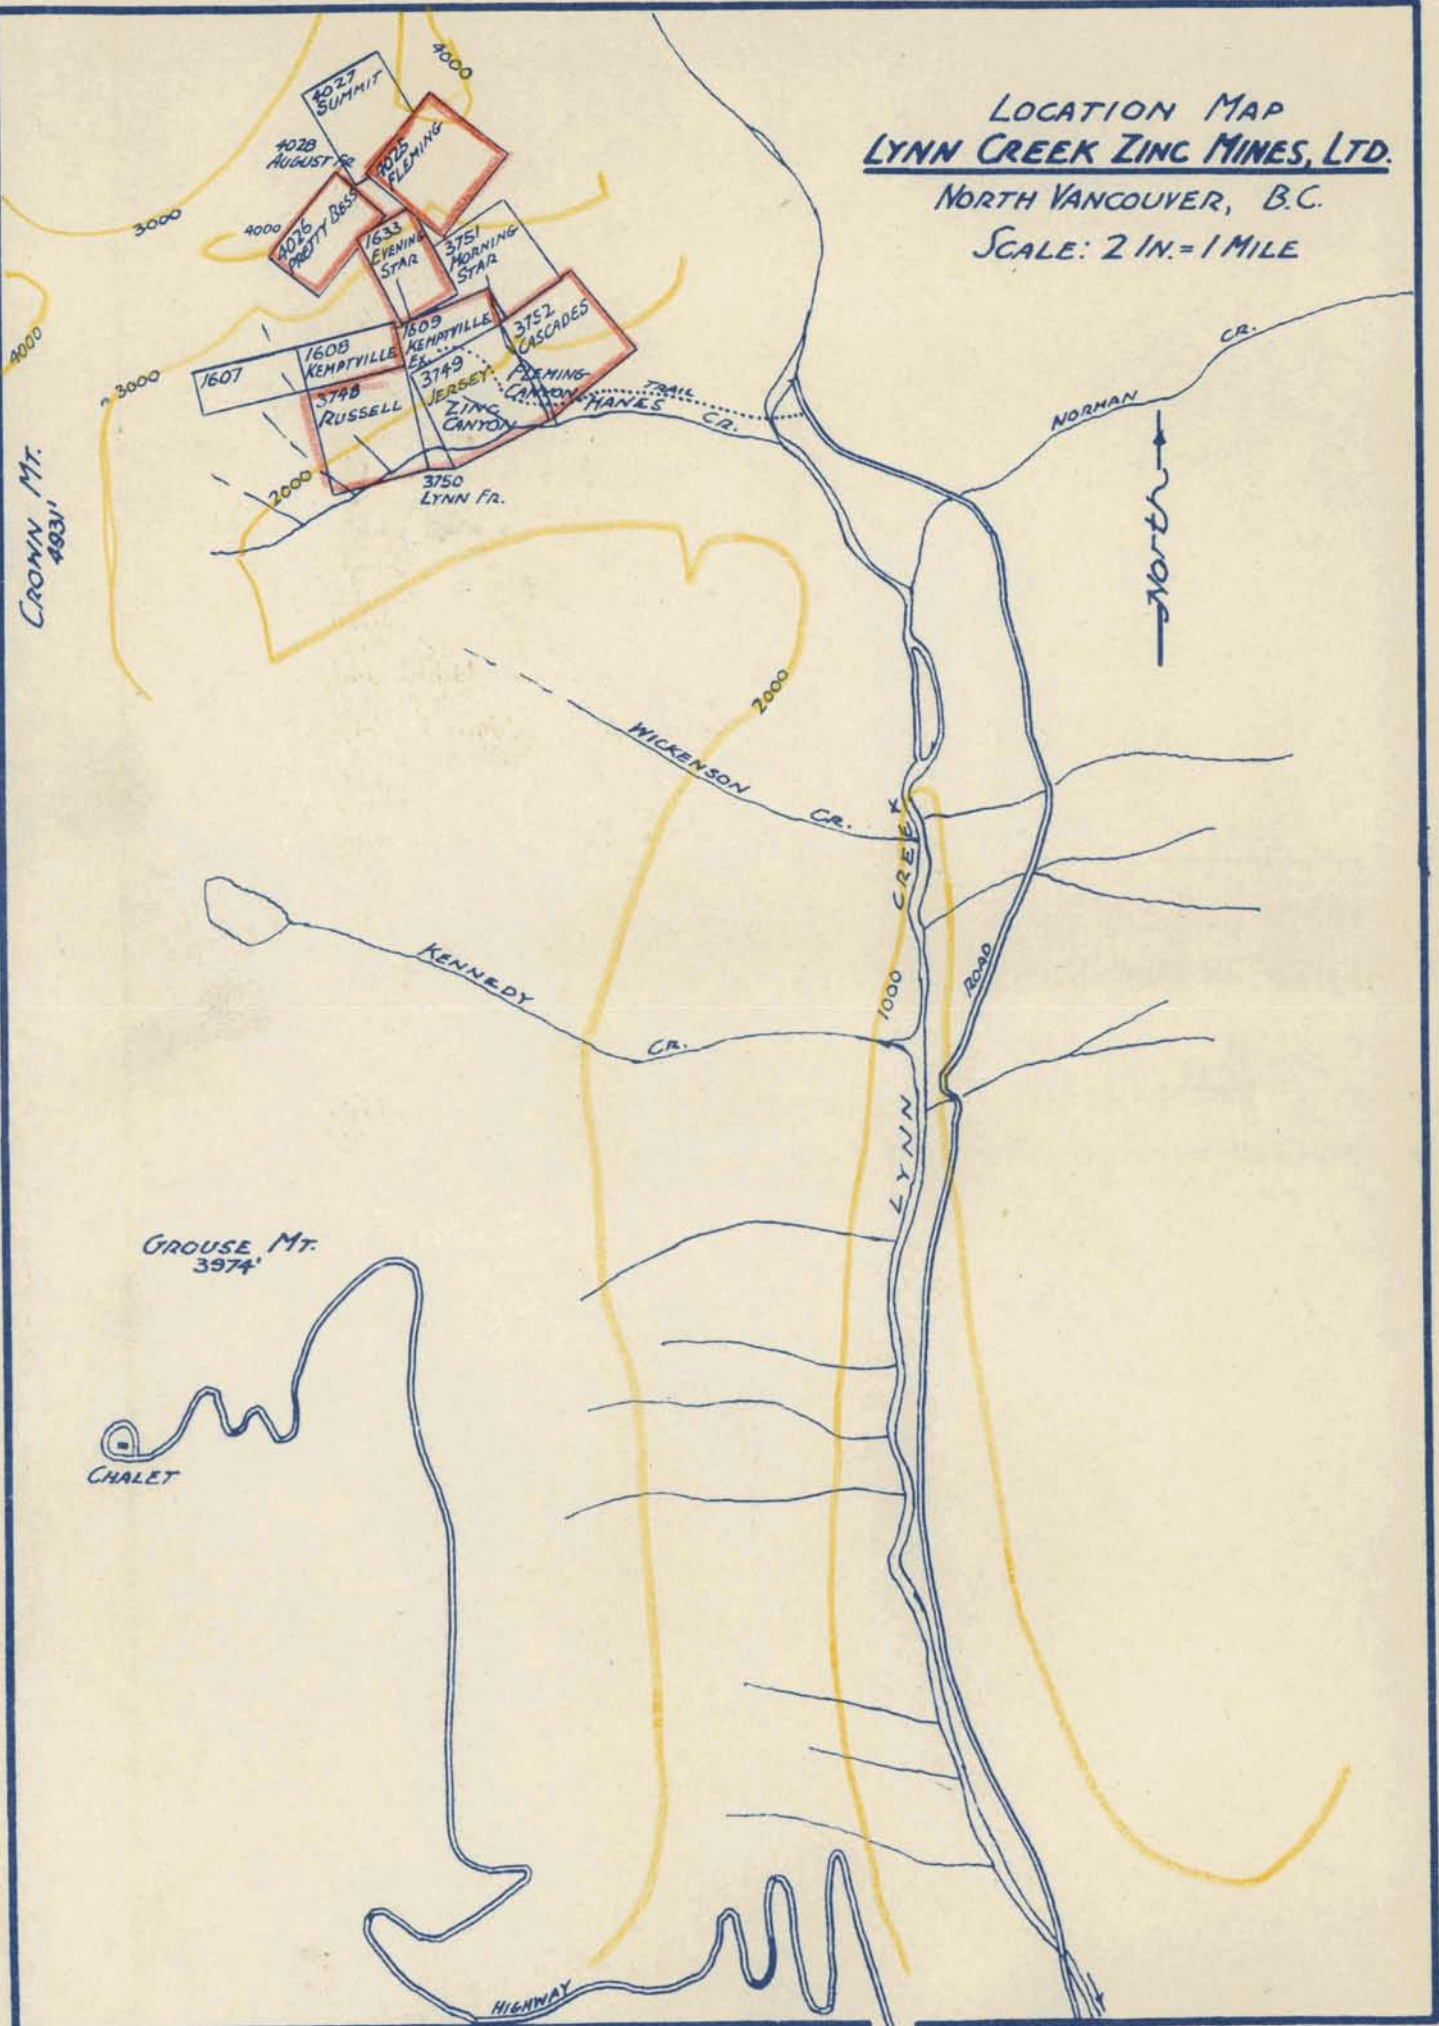 LOCATION MAP
LYNN CREEK ZINC MINES, LTD.
NORTH VANCOUVER, B.C.
SCALE: 2 IN. = 1 MILE
4000
4027
SUMMIT
4028
AUGUST FR.
4025
FLEMING
3000
4000
4026
PRETTY BESS
1633
EVENING
STAR
3751
MORNING
STAR
4000
3000
1607
1608
KEMPTVILLE
1609
KEMPTVILLE
EX.
3752
CASCADES
3748
RUSSELL
3749
JERSEY
ZINC
CANYON
FLEMING
CANYON
TRAIL
HANES CR.
NORMAN CR.
2000
3750
LYNN FR.
CROWN MT.
4931'
North
2000
WICKENSON CR.
CREEK
KENNEDY CR.
1000
ROAD
LYNN
GROUSE MT.
3974'
CHALET
HIGHWAY